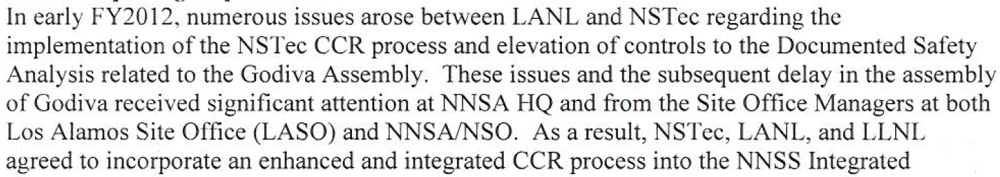 In early FY2012, numerous issues arose between LANL and NSTec regarding the
implementation of the NSTec CCR process and elevation of controls to the Documented Safety
Analysis related to the Godiva Assembly.  These issues and the subsequent delay in the assembly
of Godiva received significant attention at NNSA HQ and from the Site Office Managers at both
Los Alamos Site Office (LASO) and NNSA/NSO.  As a result, NSTec, LANL, and LLNL
agreed to incorporate an enhanced and integrated CCR process into the NNSS Integrated